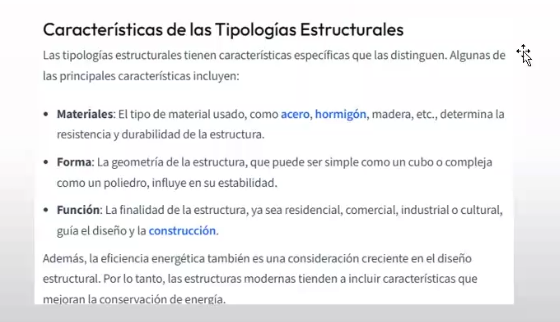 Características de las Tipologías Estructurales
Las tipologías estructurales tienen características específicas que las distinguen. Algunas de
las principales características incluyen:
• Materiales: El tipo de material usado, como acero, hormigón, madera, etc., determina la
resistencia y durabilidad de la estructura.
• Forma: La geometría de la estructura, que puede ser simple como un cubo o compleja
como un poliedro, influye en su estabilidad.
• Función: La finalidad de la estructura, ya sea residencial, comercial, industrial o cultural,
guía el diseño y la construcción.
Además, la eficiencia energética también es una consideración creciente en el diseño
estructural. Por lo tanto, las estructuras modernas tienden a incluir características que
mejoran la conservación de energía.